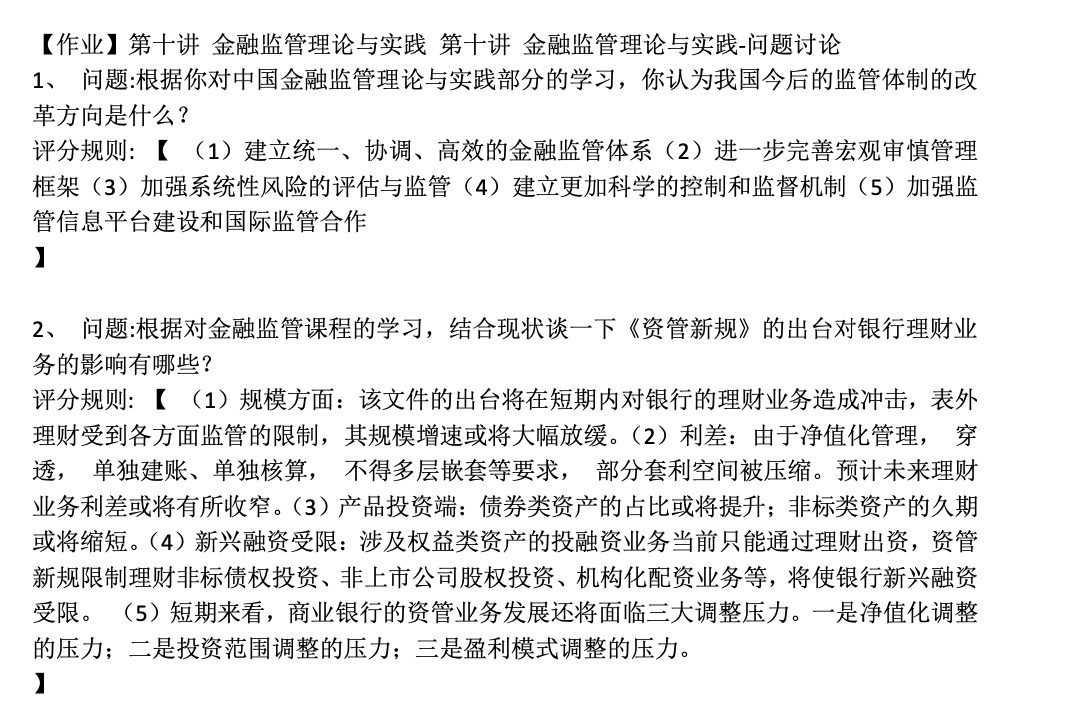 【作业】第十讲 金融监管理论与实践 第十讲 金融监管理论与实践-问题讨论
1、 问题:根据你对中国金融监管理论与实践部分的学习，你认为我国今后的监管体制的改
革方向是什么？
评分规则: 【 （1）建立统一、协调、高效的金融监管体系（2）进一步完善宏观审慎管理
框架（3）加强系统性风险的评估与监管（4）建立更加科学的控制和监督机制（5）加强监
管信息平台建设和国际监管合作
】
2、 问题:根据对金融监管课程的学习，结合现状谈一下《资管新规》的出台对银行理财业
务的影响有哪些？
评分规则: 【 （1）规模方面：该文件的出台将在短期内对银行的理财业务造成冲击，表外
理财受到各方面监管的限制，其规模增速或将大幅放缓。（2）利差：由于净值化管理， 穿
透， 单独建账、单独核算， 不得多层嵌套等要求， 部分套利空间被压缩。预计未来理财
业务利差或将有所收窄。（3）产品投资端：债券类资产的占比或将提升；非标类资产的久期
或将缩短。（4）新兴融资受限：涉及权益类资产的投融资业务当前只能通过理财出资，资管
新规限制理财非标债权投资、非上市公司股权投资、机构化配资业务等，将使银行新兴融资
受限。 （5）短期来看，商业银行的资管业务发展还将面临三大调整压力。一是净值化调整
的压力；二是投资范围调整的压力；三是盈利模式调整的压力。
】